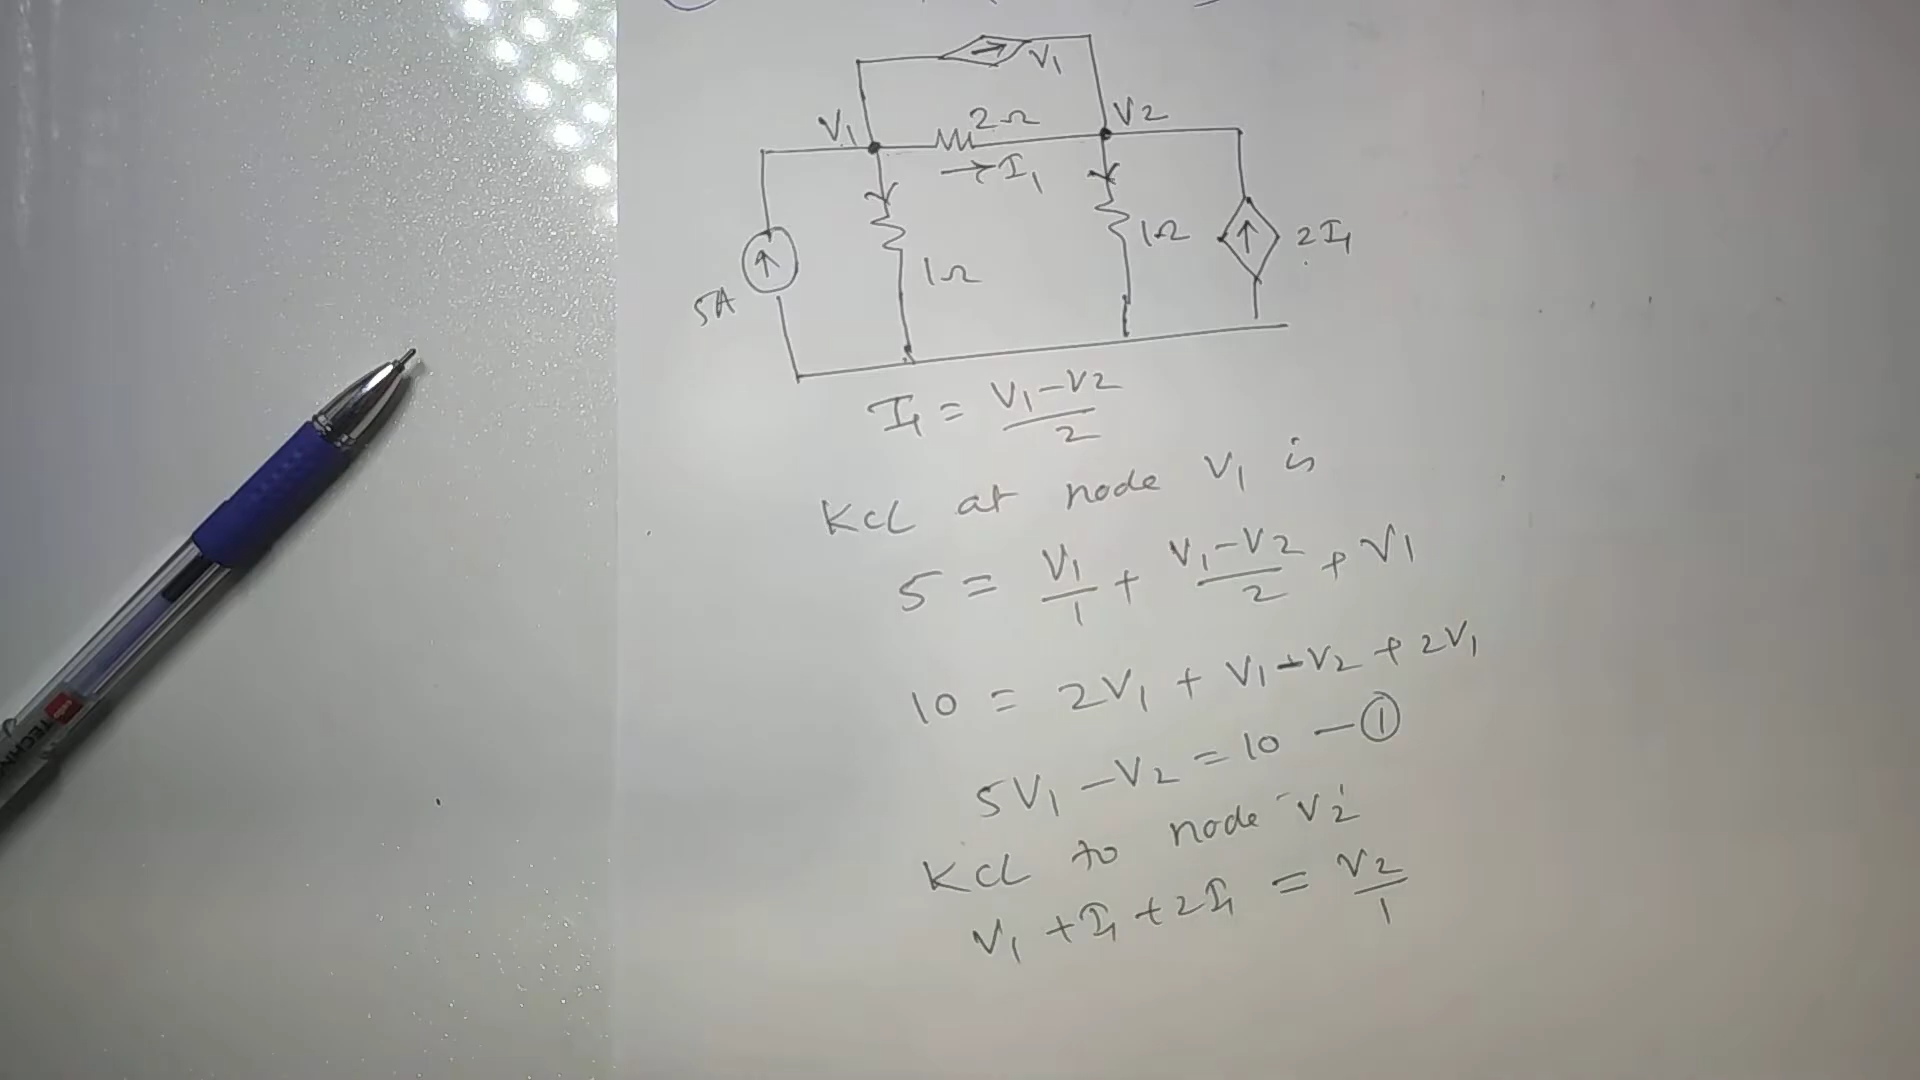 V₁
V₁ 2Ω V2
→ I₁
5A 1Ω 1Ω 2I₁
I₁ = (V₁-V2)/2
KCL at node V₁ is
5 = V₁/1 + (V₁-V2)/2 + V₁
10 = 2V₁ + V₁-V₂ + 2V₁
5V₁ - V₂ = 10 - ①
KCL to node V₂
V₁ + I₁ + 2I₁ = V2/1
cello